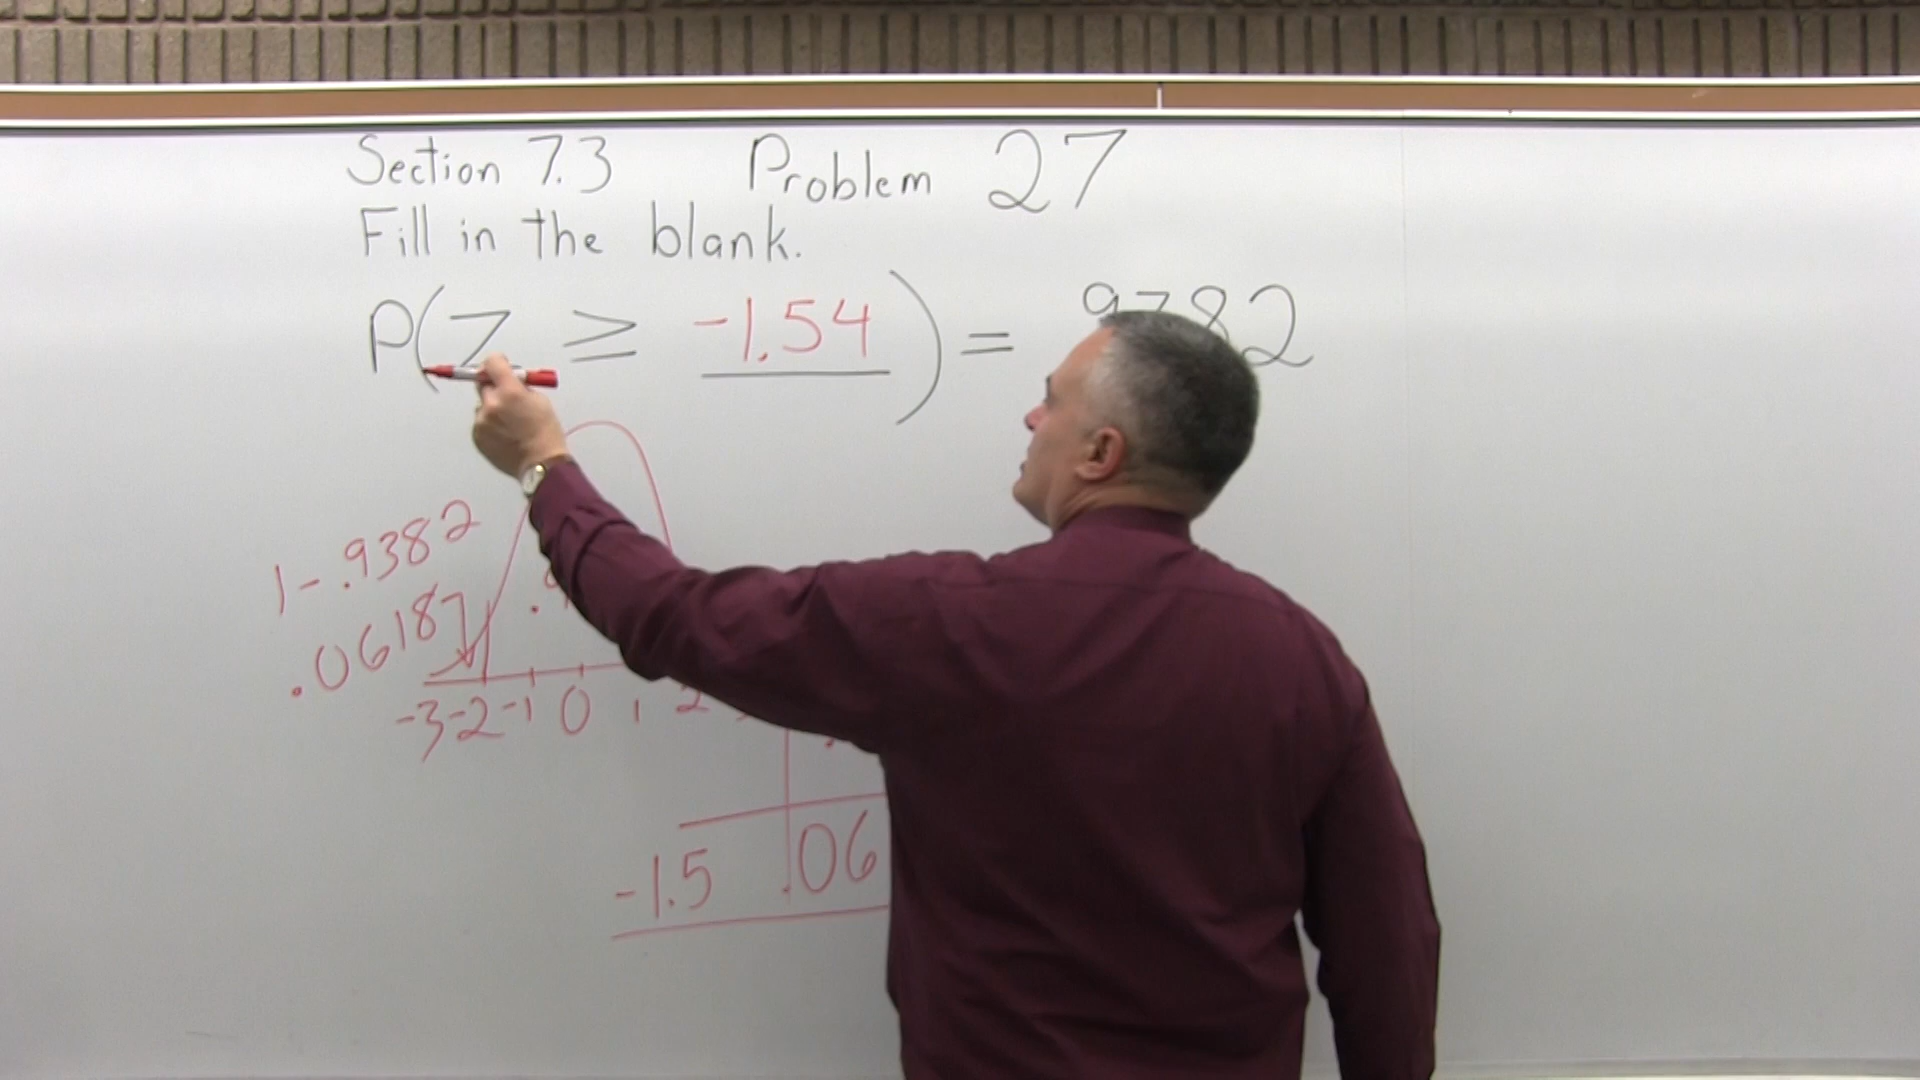 Section 7.3 Problem 27
Fill in the blank.
P(Z ≥ -1.54) = 9382
1-.9382
.0618
-3 -2 -1 0 1 2
-1.5 .06